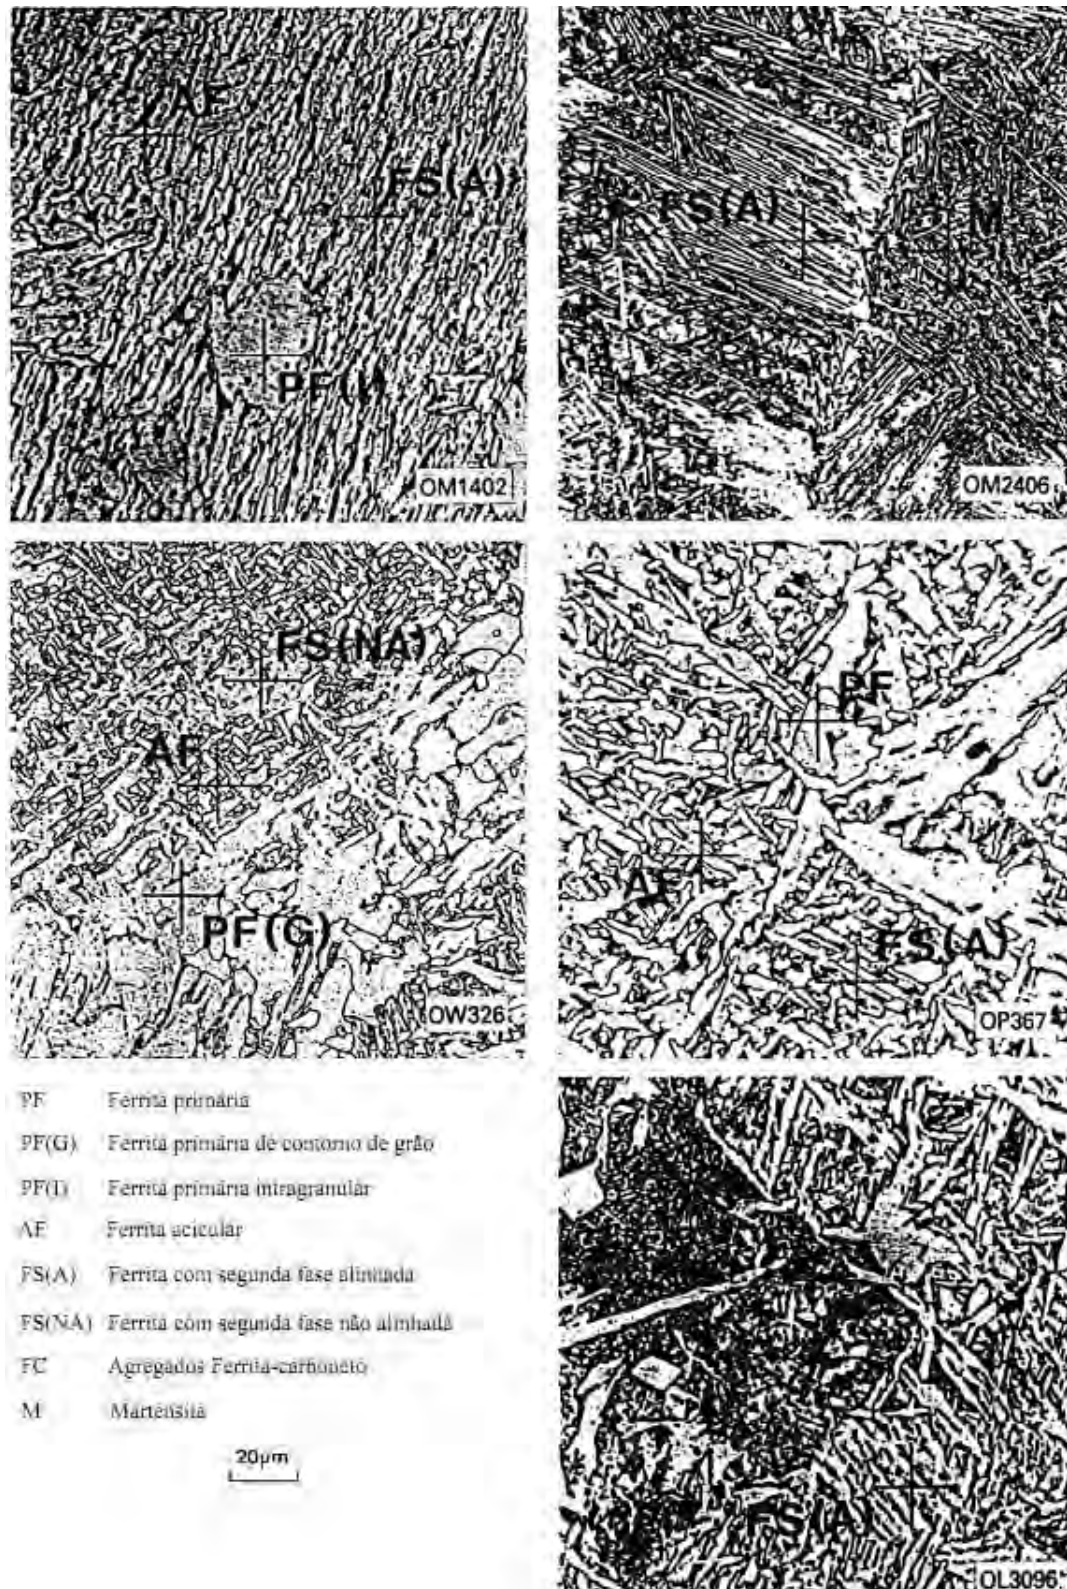 AF
FS(A)
PF(I)
OM1402
FS(A)
M
OM2406
FS(NA)
AF
PF(G)
OW326
PF
AF
FS(A)
OP367
PF Ferrita primária
PF(G) Ferrita primária de contorno de grão
PF(I) Ferrita primária intragranular
AF Ferrita acicular
FS(A) Ferrita com segunda fase alinhada
FS(NA) Ferrita com segunda fase não alinhada
FC Agregados Ferrita-carboneto
M Martensita
20µm
FS(A)
OL3096